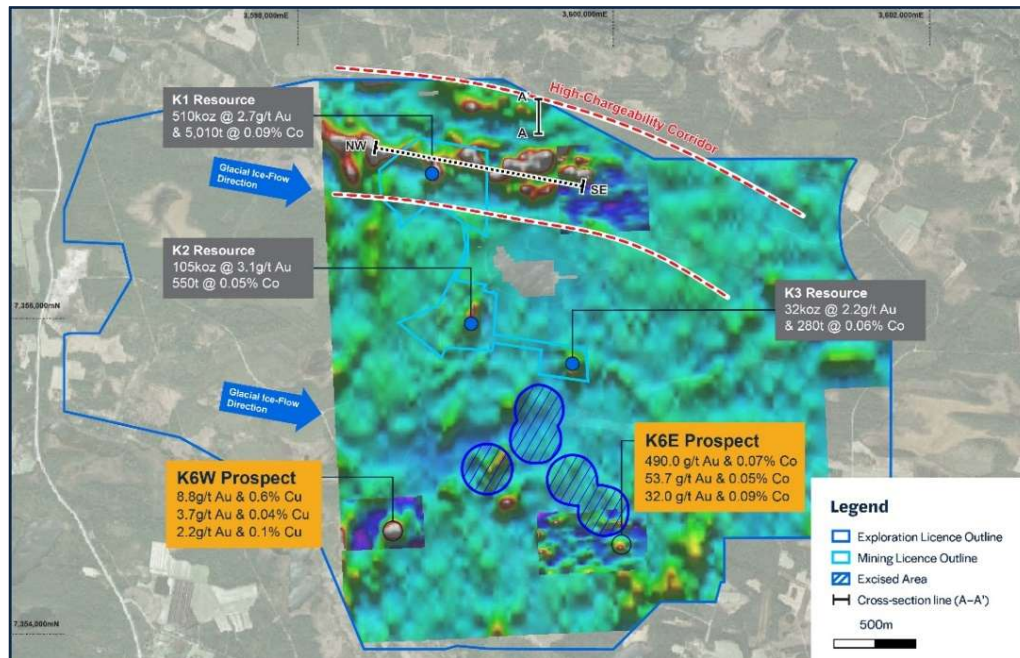 3,598,000mE
3,600,000mE
3,602,000mE
High-Chargeability Corridor
K1 Resource
510koz @ 2.7g/t Au
& 5,010t @ 0.09% Co
A
A
NW
SE
Glacial Ice-Flow
Direction
K2 Resource
105koz @ 3.1g/t Au
550t @ 0.05% Co
7,356,000mN
K3 Resource
32koz @ 2.2g/t Au
& 280t @ 0.06% Co
Glacial Ice-Flow
Direction
K6W Prospect
8.8g/t Au & 0.6% Cu
3.7g/t Au & 0.04% Cu
2.2g/t Au & 0.1% Cu
K6E Prospect
490.0 g/t Au & 0.07% Co
53.7 g/t Au & 0.05% Co
32.0 g/t Au & 0.09% Co
7,354,000mN
Legend
Exploration Licence Outline
Mining Licence Outline
Excised Area
Cross-section line (A–A')
500m